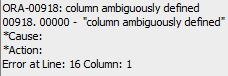 ORA-00918: column ambiguously defined
00918. 00000 - "column ambiguously defined"
*Cause:
*Action:
Error at Line: 16 Column: 1